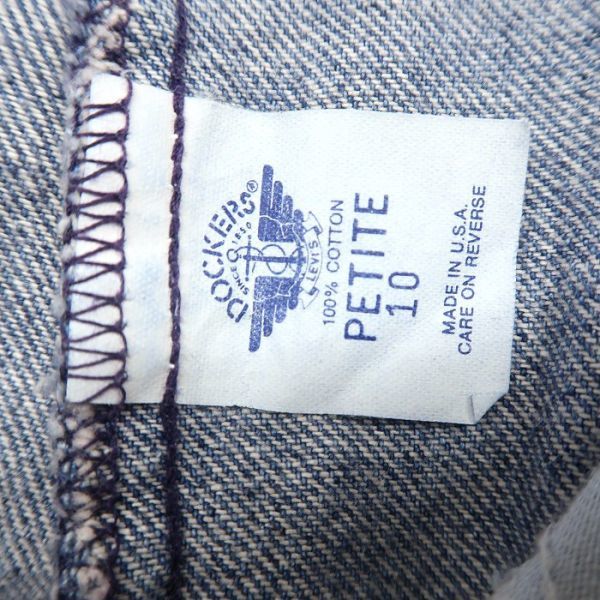 DOCKERS®
SINCE 1850
LEVI'S
100% COTTON
PETITE
10
MADE IN U.S.A.
CARE ON REVERSE